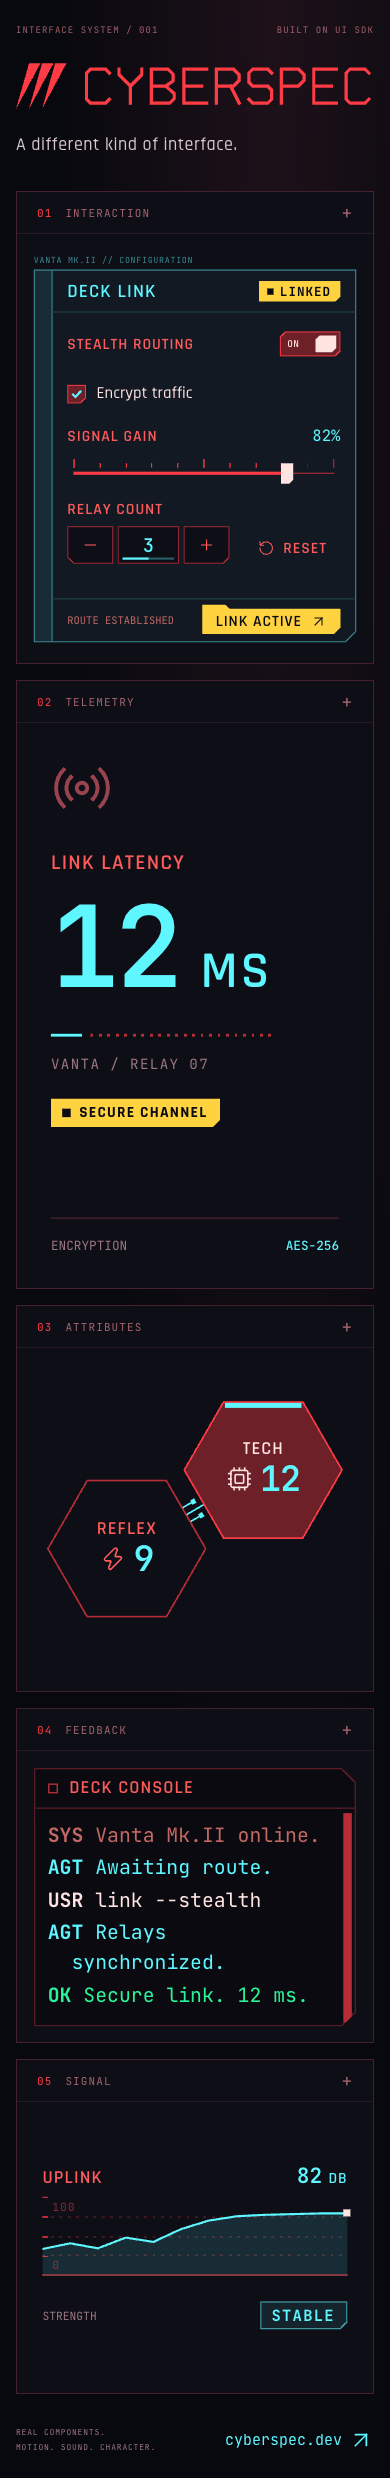 INTERFACE SYSTEM / 001
BUILT ON UI SDK
CYBERSPEC
A different kind of interface.
01 INTERACTION +
VANTA MK.II // CONFIGURATION
DECK LINK
LINKED
STEALTH ROUTING
ON
Encrypt traffic
SIGNAL GAIN 82%
RELAY COUNT
− 3 +
RESET
ROUTE ESTABLISHED
LINK ACTIVE
02 TELEMETRY +
LINK LATENCY
12 MS
VANTA / RELAY 07
SECURE CHANNEL
ENCRYPTION AES-256
03 ATTRIBUTES +
TECH
12
REFLEX
9
04 FEEDBACK +
DECK CONSOLE
SYS Vanta Mk.II online.
AGT Awaiting route.
USR link --stealth
AGT Relays
synchronized.
OK Secure link. 12 ms.
05 SIGNAL +
UPLINK 82 DB
100
0
STRENGTH STABLE
REAL COMPONENTS.
MOTION. SOUND. CHARACTER.
cyberspec.dev